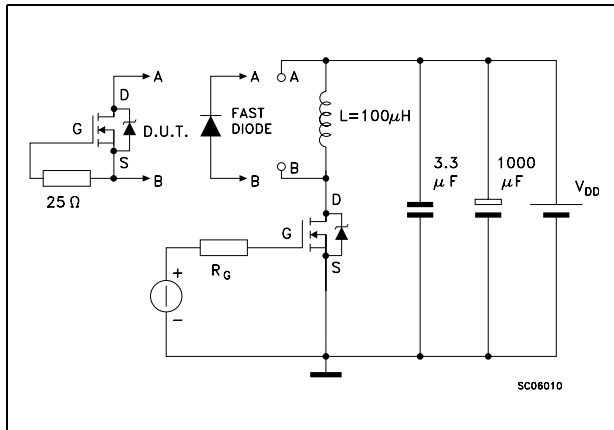 A
A
A
D
G
D.U.T.
FAST
DIODE
L=100μH
S
B
B
B
25 Ω
3.3
μF
1000
μF
V_DD
D
G
R_G
S
+
-
SC06010